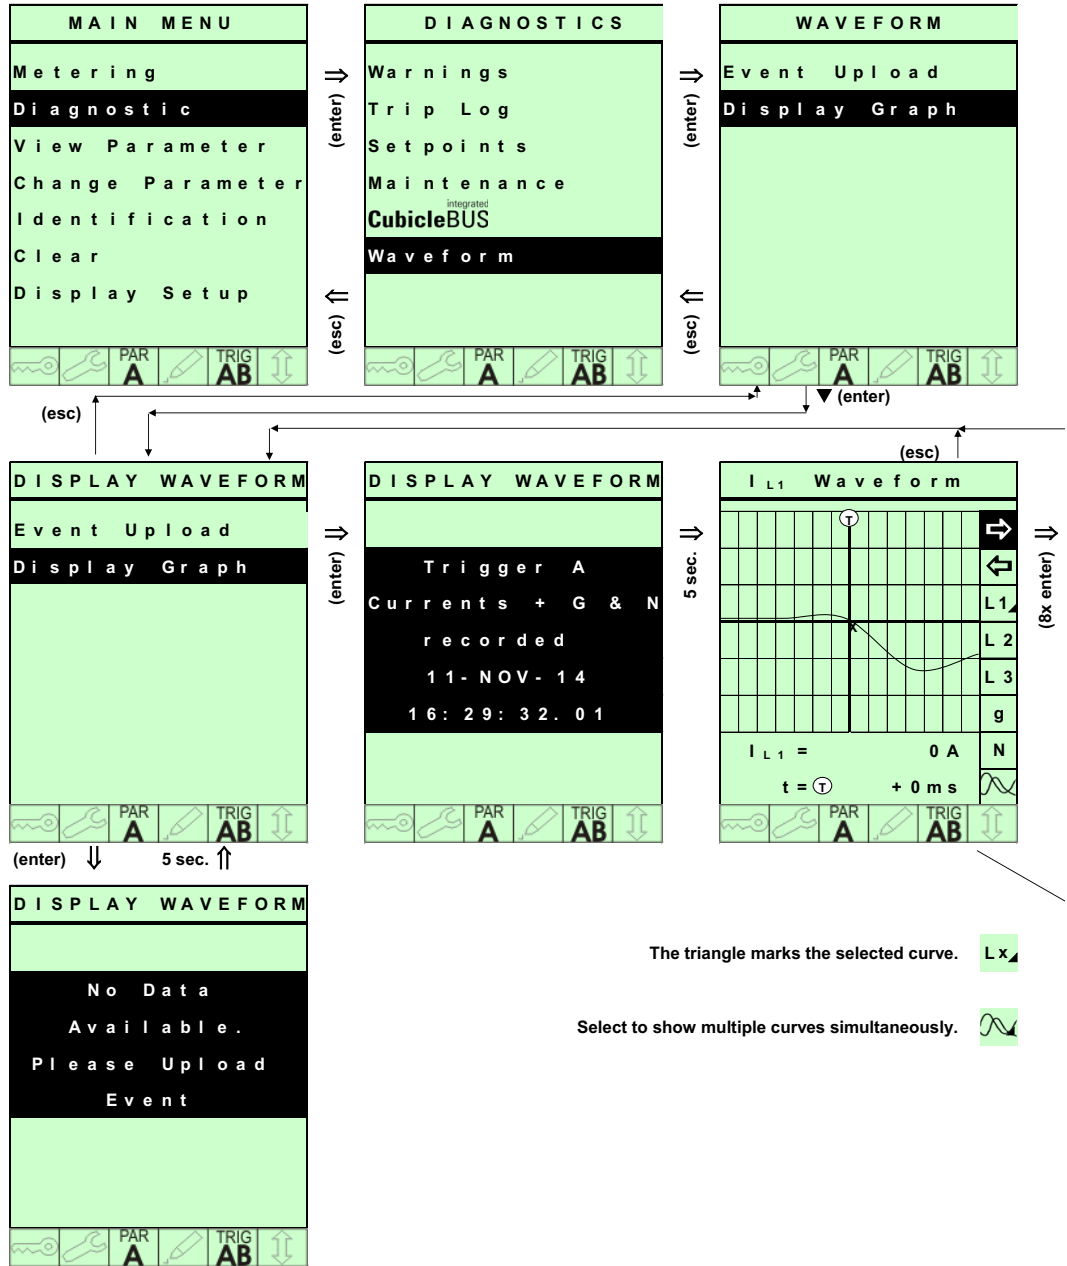 MAIN MENU
Metering
Diagnostic
View Parameter
Change Parameter
Identification
Clear
Display Setup
PAR A TRIG AB
(enter)
(esc)
DIAGNOSTICS
Warnings
Trip Log
Setpoints
Maintenance
integrated
CubicleBUS
Waveform
PAR A TRIG AB
(enter)
(esc)
WAVEFORM
Event Upload
Display Graph
PAR A TRIG AB
(esc)
▼ (enter)
(esc)
DISPLAY WAVEFORM
Event Upload
Display Graph
PAR A TRIG AB
(enter)
DISPLAY WAVEFORM
Trigger A
Currents + G & N
recorded
11-NOV-14
16:29:32.01
PAR A TRIG AB
5 sec.
I L1 Waveform
T
x
L1
L2
L3
g
N
I L1 = 0 A
t = T +0ms
PAR A TRIG AB
(8x enter)
(enter) 5 sec.
DISPLAY WAVEFORM
No Data
Available.
Please Upload
Event
PAR A TRIG AB
The triangle marks the selected curve. Lx
Select to show multiple curves simultaneously.